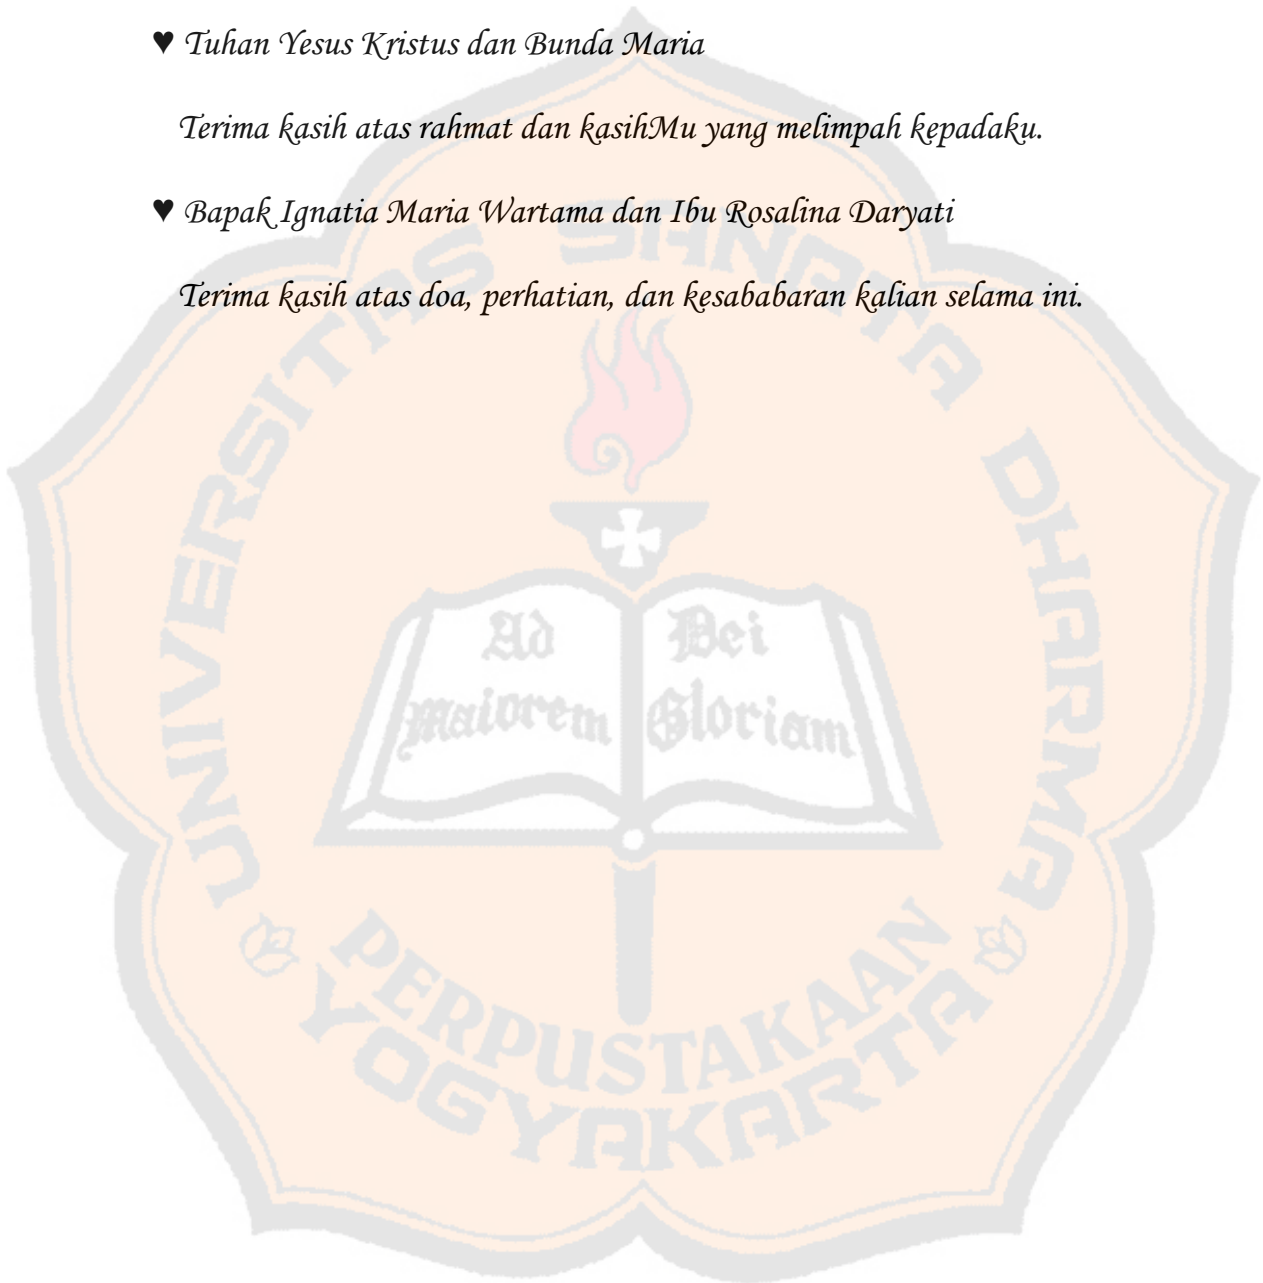 ♥ Tuhan Yesus Kristus dan Bunda Maria
Terima kasih atas rahmat dan kasihMu yang melimpah kepadaku.
♥ Bapak Ignatia Maria Wartama dan Ibu Rosalina Daryati
Terima kasih atas doa, perhatian, dan kesababaran kalian selama ini.
UNIVERSITAS SANATA DHARMA
Ad Dei
maiorem Gloriam
PERPUSTAKAAN
YOGYAKARTA